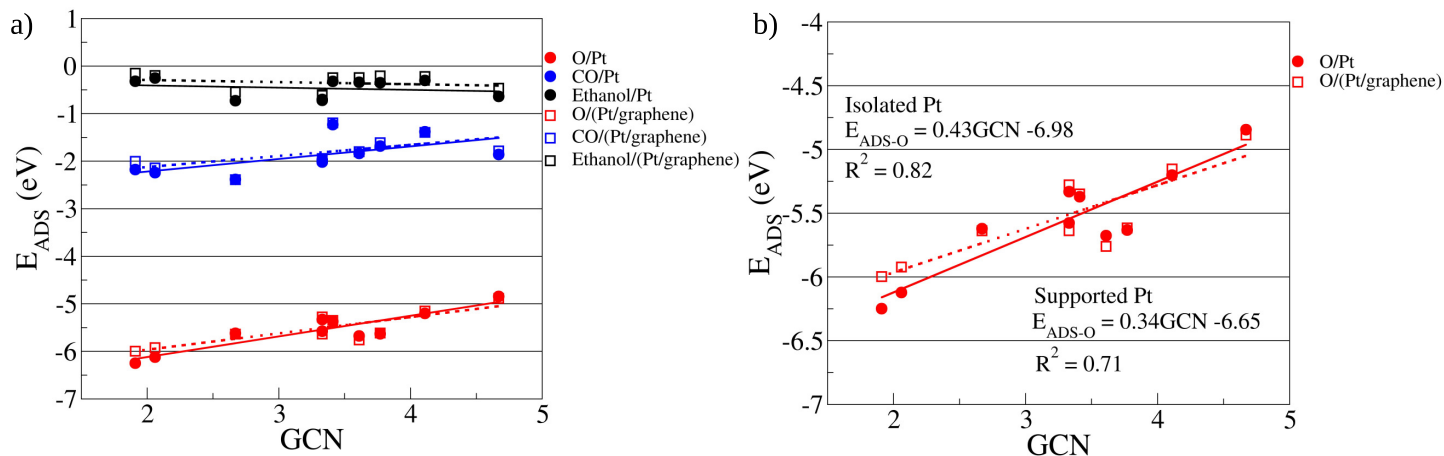 a)
1
0
-1
-2
-3
-4
-5
-6
-7
E_ADS (eV)
2 3 4 5
GCN
O/Pt
CO/Pt
Ethanol/Pt
O/(Pt/graphene)
CO/(Pt/graphene)
Ethanol/(Pt/graphene)
b)
-4
-4.5
-5
-5.5
-6
-6.5
-7
E_ADS (eV)
2 3 4 5
GCN
Isolated Pt
E_ADS-O = 0.43GCN -6.98
R² = 0.82
Supported Pt
E_ADS-O = 0.34GCN -6.65
R² = 0.71
O/Pt
O/(Pt/graphene)